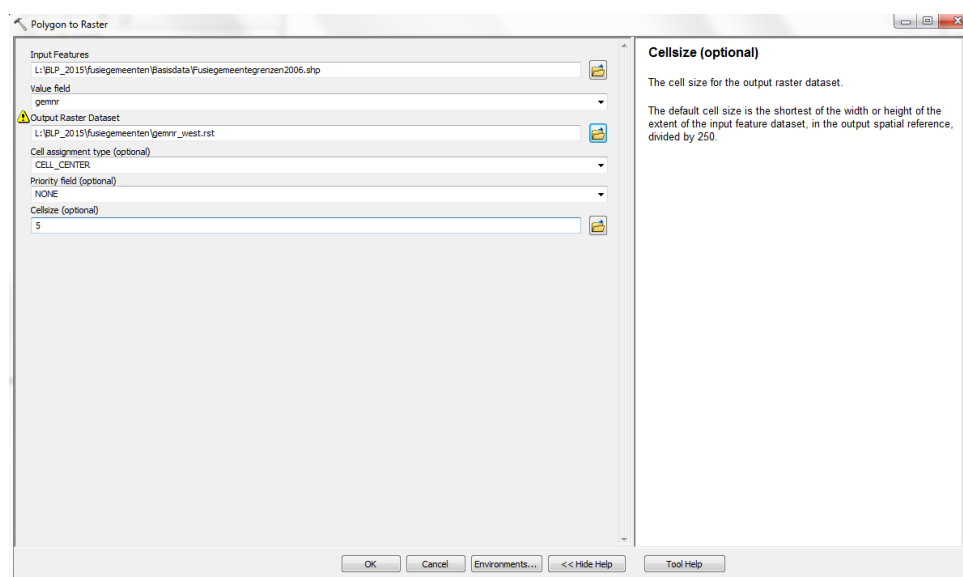 Polygon to Raster
Input Features
L:\BLP_2015\fusiegemeenten\Basisdata\Fusiegemeentegrenzen2006.shp
Value field
gemnr
Output Raster Dataset
L:\BLP_2015\fusiegemeenten\gemnr_west.rst
Cell assignment type (optional)
CELL_CENTER
Priority field (optional)
NONE
Cellsize (optional)
5
Cellsize (optional)
The cell size for the output raster dataset.
The default cell size is the shortest of the width or height of the
extent of the input feature dataset, in the output spatial reference,
divided by 250.
OK
Cancel
Environments...
<< Hide Help
Tool Help